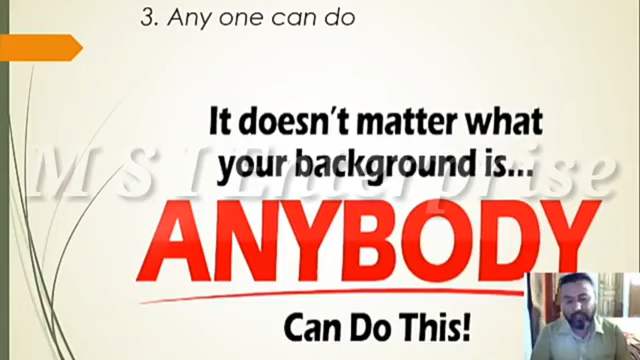 3. Any one can do
It doesn't matter what
your background is...
M S I Enterprise
ANYBODY
Can Do This!